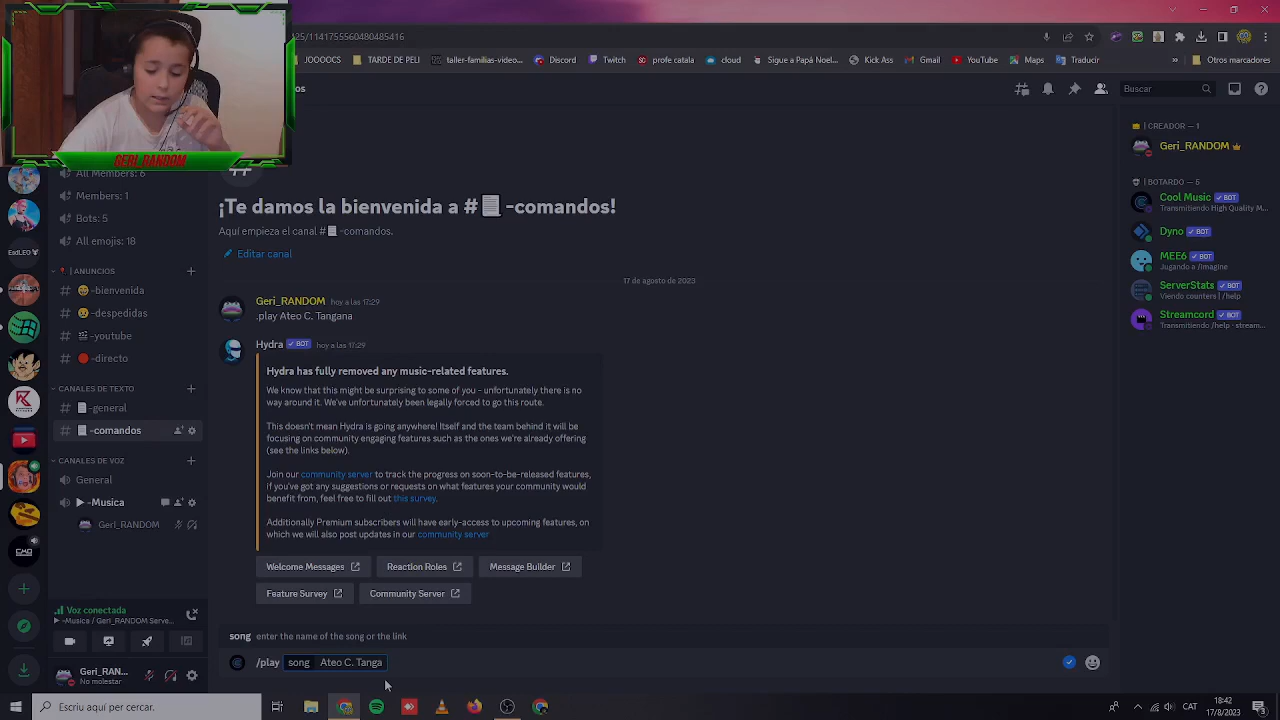 25/1141755560480485416
JODOOCS
TARDE DE PELI
taller-familias-video...
Discord
Twitch
profe catala
cloud
Sigue a Papá Noel...
Kick Ass
Gmail
YouTube
Maps
Traducir
»
Otros marcadores
os
Buscar
GERI_RANDOM
All Members: 6
Members: 1
Bots: 5
All emojis: 18
| ANUNCIOS
-bienvenida
-despedidas
-youtube
-directo
CANALES DE TEXTO
-general
-comandos
CANALES DE VOZ
General
-Musica
Geri_RANDOM
EdLEO
CMD
Voz conectada
-Musica / Geri_RANDOM Serve...
Geri_RAN...
No molestar
¡Te damos la bienvenida a # -comandos!
Aquí empieza el canal # -comandos.
Editar canal
17 de agosto de 2023
Geri_RANDOM hoy a las 17:29
.play Ateo C. Tangana
Hydra BOT hoy a las 17:29
Hydra has fully removed any music-related features.
We know that this might be surprising to some of you - unfortunately there is no
way around it. We've unfortunately been legally forced to go this route.
This doesn't mean Hydra is going anywhere! Itself and the team behind it will be
focusing on community engaging features such as the ones we're already offering
(see the links below).
Join our community server to track the progress on soon-to-be-released features,
if you've got any suggestions or requests on what features your community would
benefit from, feel free to fill out this survey.
Additionally Premium subscribers will have early-access to upcoming features, on
which we will also post updates in our community server
Welcome Messages
Reaction Roles
Message Builder
Feature Survey
Community Server
song enter the name of the song or the link
/play song Ateo C. Tanga
| CREADOR — 1
Geri_RANDOM
| BOTARDO — 5
Cool Music BOT
Transmitiendo High Quality M...
Dyno BOT
MEE6 BOT
Jugando a /imagine
ServerStats BOT
Viendo counters | /help
Streamcord BOT
Transmitiendo /help · stream...
Escriu aquí per cercar.
CAT
18:42
17/8/2023
3